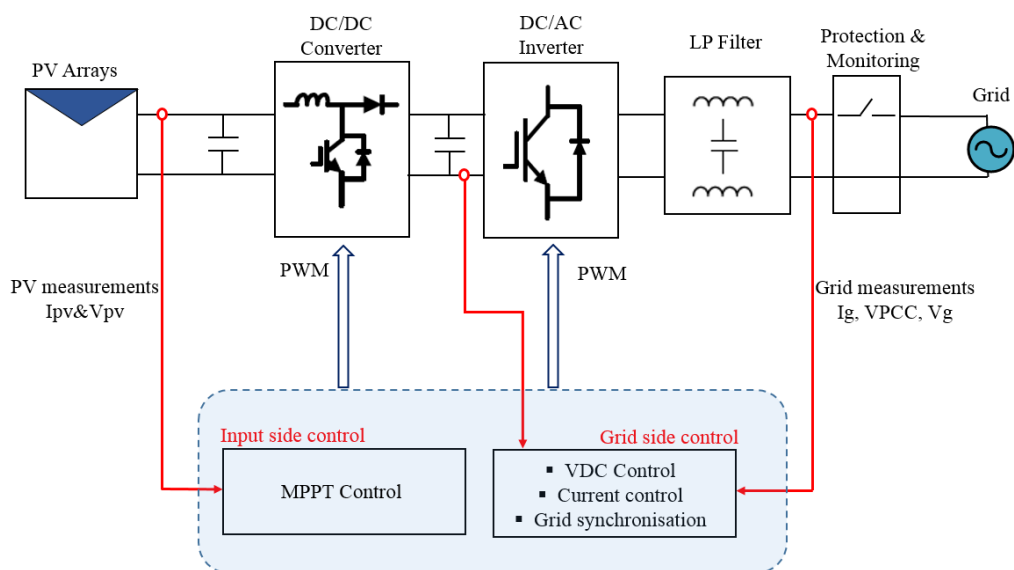 DC/DC
Converter
DC/AC
Inverter
LP Filter
Protection &
Monitoring
PV Arrays
Grid
PWM
PWM
PV measurements
Ipv&Vpv
Grid measurements
Ig, VPCC, Vg
Input side control
Grid side control
MPPT Control
▪ VDC Control
▪ Current control
▪ Grid synchronisation